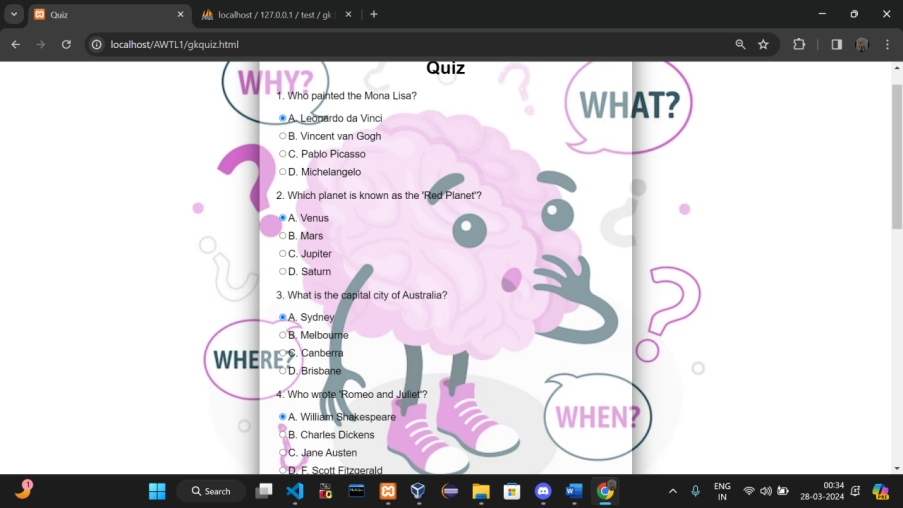 Quiz
localhost / 127.0.0.1 / test / gk
localhost/AWTL1/gkquiz.html
WHY?
WHAT?
Quiz
1. Who painted the Mona Lisa?
A. Leonardo da Vinci
B. Vincent van Gogh
C. Pablo Picasso
D. Michelangelo
2. Which planet is known as the 'Red Planet'?
A. Venus
B. Mars
C. Jupiter
D. Saturn
3. What is the capital city of Australia?
A. Sydney
B. Melbourne
C. Canberra
D. Brisbane
WHERE?
4. Who wrote 'Romeo and Juliet'?
A. William Shakespeare
B. Charles Dickens
C. Jane Austen
D. F. Scott Fitzgerald
WHEN?
1
Search
ENG
IN
00:34
28-03-2024